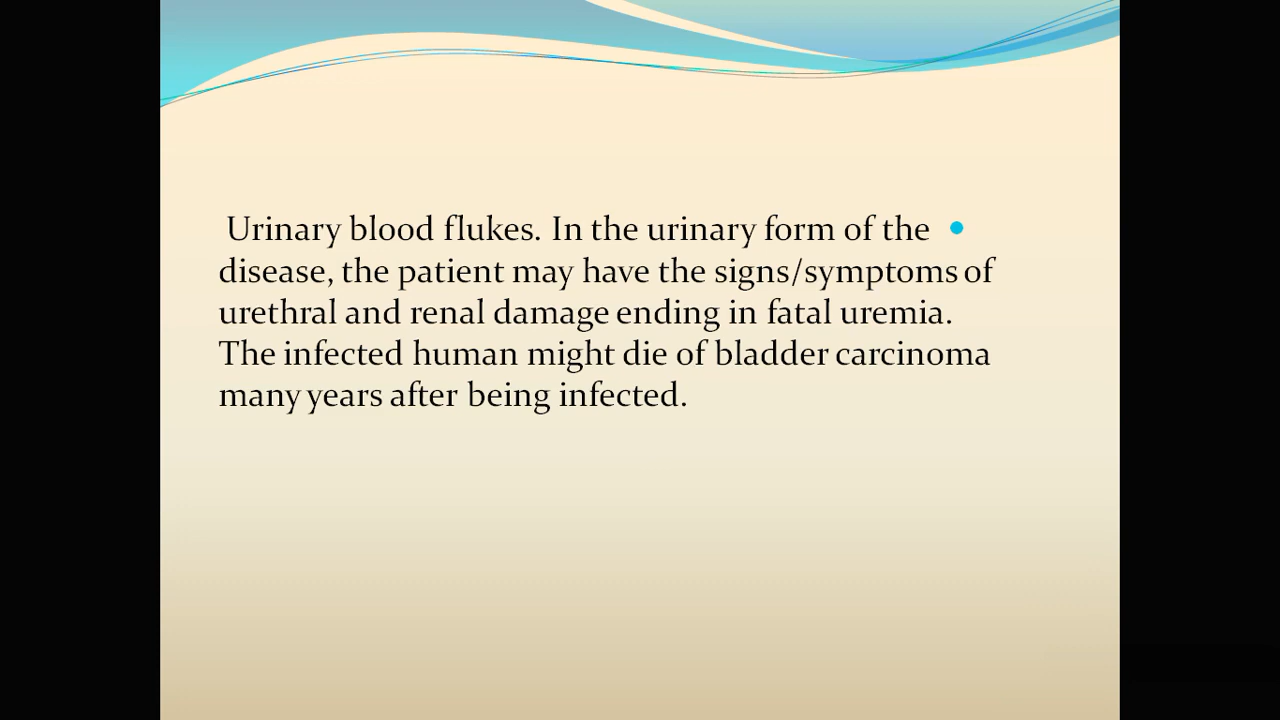 Urinary blood flukes. In the urinary form of the •
disease, the patient may have the signs/symptoms of
urethral and renal damage ending in fatal uremia.
The infected human might die of bladder carcinoma
many years after being infected.